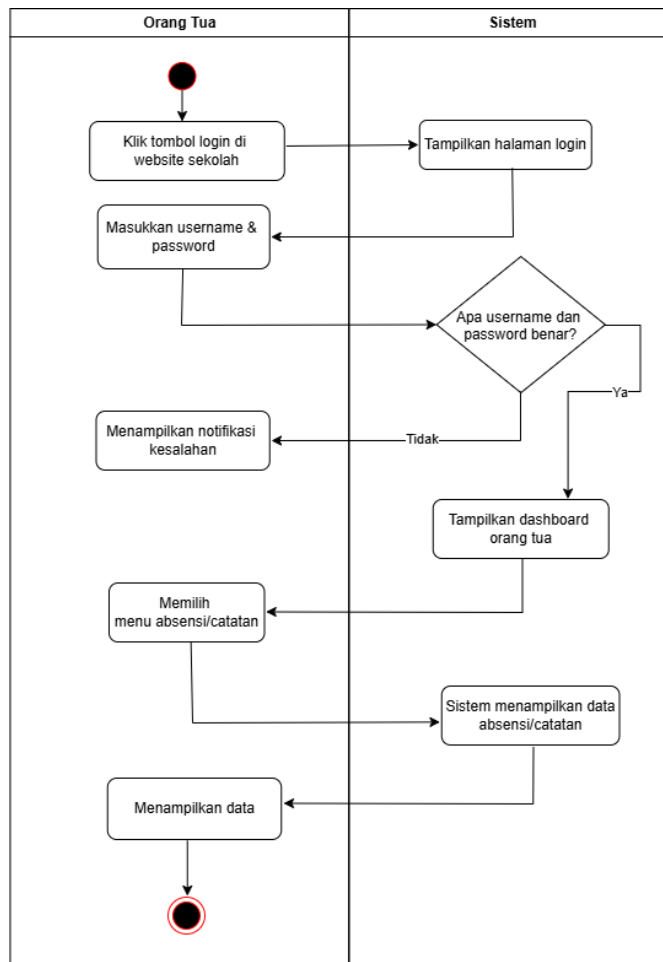 Orang Tua
Sistem
Klik tombol login di
website sekolah
Tampilkan halaman login
Masukkan username &
password
Apa username dan
password benar?
Ya
Tidak
Menampilkan notifikasi
kesalahan
Tampilkan dashboard
orang tua
Memilih
menu absensi/catatan
Sistem menampilkan data
absensi/catatan
Menampilkan data